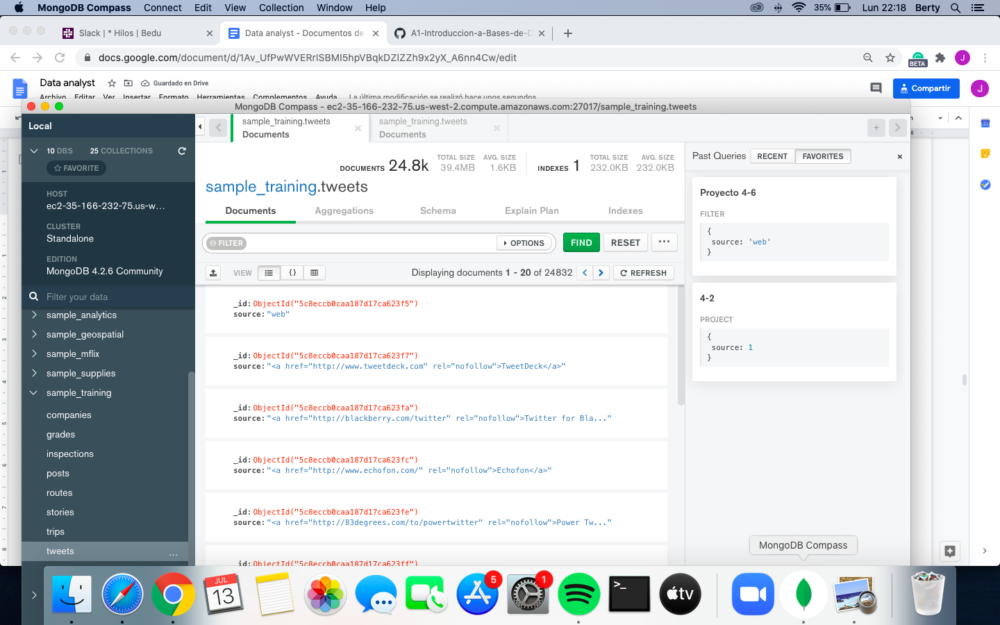 MongoDB Compass Connect Edit View Collection Window Help 35% Lun 22:18 Berty
Slack | * Hilos | Bedu
Data analyst - Documentos de
A1-Introduccion-a-Bases-de-D
docs.google.com/document/d/1Av_UfPwWVERrlSBMI5hpVBqkDZIZZh9x2yX_A6nn4Cw/edit
BETA
J
Data analyst
Guardado en Drive
Archivo Editar Ver Insertar Formato Herramientas Complementos Ayuda La última modificación se realizó hace unos segundos
Compartir
J
MongoDB Compass - ec2-35-166-232-75.us-west-2.compute.amazonaws.com:27017/sample_training.tweets
Local
10 DBS 25 COLLECTIONS
FAVORITE
HOST
ec2-35-166-232-75.us-w...
CLUSTER
Standalone
EDITION
MongoDB 4.2.6 Community
Filter your data
sample_analytics
sample_geospatial
sample_mflix
sample_supplies
sample_training
companies
grades
inspections
posts
routes
stories
trips
tweets ...
sample_training.tweets
Documents
sample_training.tweets
Documents
DOCUMENTS 24.8k TOTAL SIZE 39.4MB AVG. SIZE 1.6KB INDEXES 1 TOTAL SIZE 232.0KB AVG. SIZE 232.0KB
sample_training.tweets
Documents Aggregations Schema Explain Plan Indexes
FILTER OPTIONS FIND RESET ...
VIEW {} Displaying documents 1 - 20 of 24832 REFRESH
_id: ObjectId("5c8eccb0caa187d17ca623f5")
source: "web"
_id: ObjectId("5c8eccb0caa187d17ca623f7")
source: "<a href="http://www.tweetdeck.com" rel="nofollow">TweetDeck</a>"
_id: ObjectId("5c8eccb0caa187d17ca623fa")
source: "<a href="http://blackberry.com/twitter" rel="nofollow">Twitter for Bla..."
_id: ObjectId("5c8eccb0caa187d17ca623fc")
source: "<a href="http://www.echofon.com/" rel="nofollow">Echofon</a>"
_id: ObjectId("5c8eccb0caa187d17ca623fe")
source: "<a href="http://83degrees.com/to/powertwitter" rel="nofollow">Power Tw..."
_id: ObjectId("5c8eccb0caa187d17ca623ff")
Past Queries RECENT FAVORITES
Proyecto 4-6
FILTER
{
source: 'web'
}
4-2
PROJECT
{
source: 1
}
MongoDB Compass
JUL
13
5
1
>_
tv